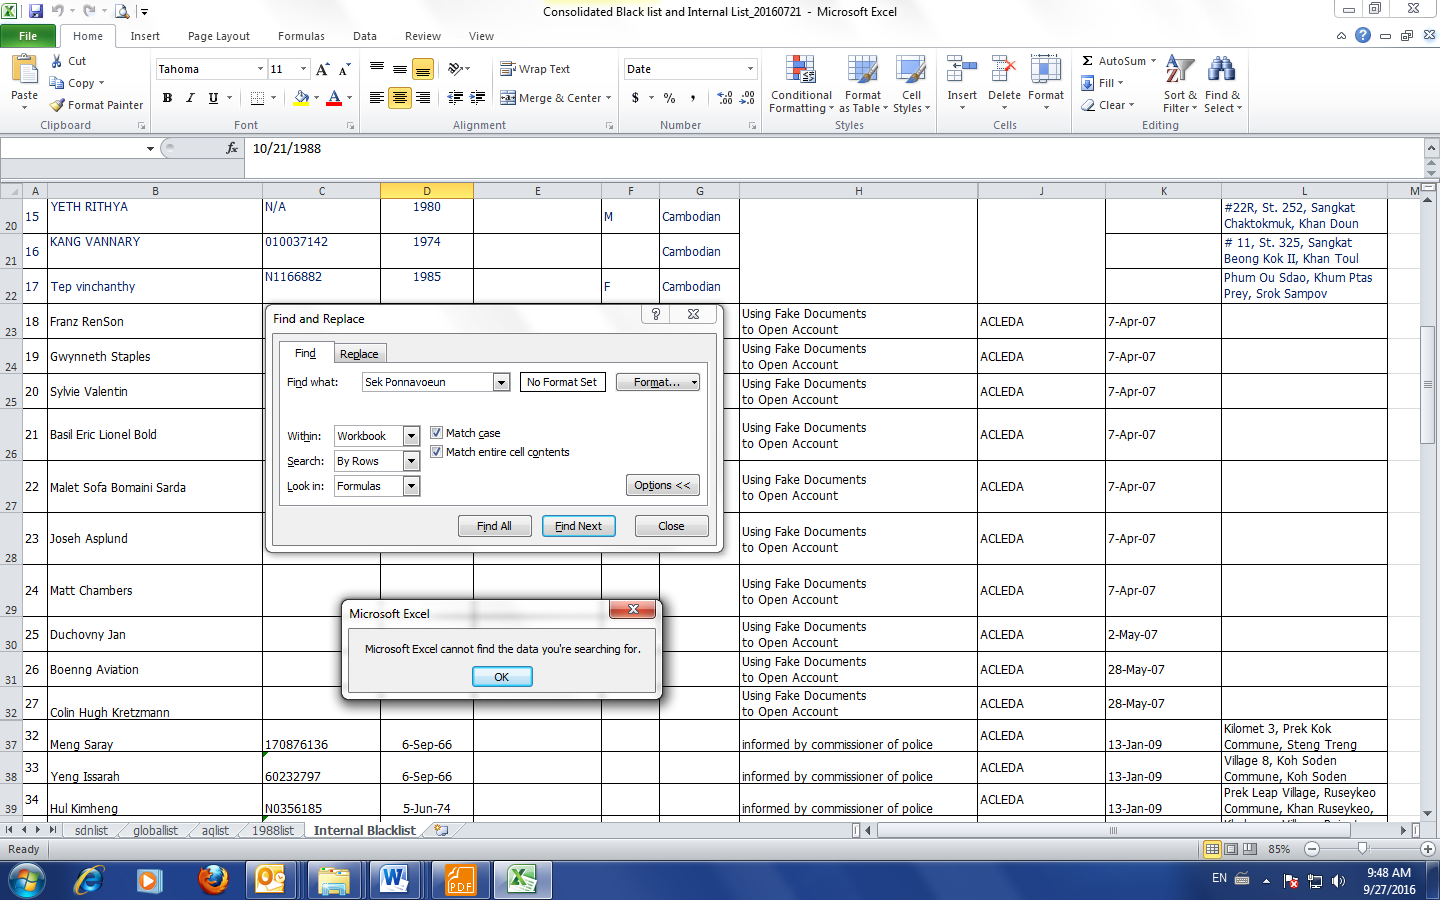 Consolidated Black list and Internal List_20160721 - Microsoft Excel
File Home Insert Page Layout Formulas Data Review View
Paste
Cut
Copy
Format Painter
Clipboard
Tahoma 11
B I U
Font
Wrap Text
Merge & Center
Alignment
Date
$ % ,
Number
Conditional Formatting
Format as Table
Cell Styles
Styles
Insert Delete Format
Cells
AutoSum
Fill
Clear
Sort & Filter
Find & Select
Editing
fx 10/21/1988
A B C D E F G H J K L M
20 15 YETH RITHYA N/A 1980 M Cambodian #22R, St. 252, Sangkat
Chaktokmuk, Khan Doun
21 16 KANG VANNARY 010037142 1974 Cambodian # 11, St. 325, Sangkat
Beong Kok II, Khan Toul
22 17 Tep vinchanthy N1166882 1985 F Cambodian Phum Ou Sdao, Khum Ptas
Prey, Srok Sampov
23 18 Franz RenSon Using Fake Documents
to Open Account ACLEDA 7-Apr-07
24 19 Gwynneth Staples Using Fake Documents
to Open Account ACLEDA 7-Apr-07
25 20 Sylvie Valentin Using Fake Documents
to Open Account ACLEDA 7-Apr-07
26 21 Basil Eric Lionel Bold Using Fake Documents
to Open Account ACLEDA 7-Apr-07
27 22 Malet Sofa Bomaini Sarda Using Fake Documents
to Open Account ACLEDA 7-Apr-07
28 23 Joseh Asplund Using Fake Documents
to Open Account ACLEDA 7-Apr-07
29 24 Matt Chambers Using Fake Documents
to Open Account ACLEDA 7-Apr-07
30 25 Duchovny Jan Using Fake Documents
to Open Account ACLEDA 2-May-07
31 26 Boenng Aviation Using Fake Documents
to Open Account ACLEDA 28-May-07
32 27 Colin Hugh Kretzmann Using Fake Documents
to Open Account ACLEDA 28-May-07
37 32 Meng Saray 170876136 6-Sep-66 informed by commissioner of police ACLEDA 13-Jan-09 Kilomet 3, Prek Kok
Commune, Steng Treng
38 33 Yeng Issarah 60232797 6-Sep-66 informed by commissioner of police ACLEDA 13-Jan-09 Village 8, Koh Soden
Commune, Koh Soden
39 34 Hul Kimheng N0356185 5-Jun-74 informed by commissioner of police ACLEDA 13-Jan-09 Prek Leap Village, Ruseykeo
Commune, Khan Ruseykeo,
Find and Replace
Find Replace
Find what: Sek Ponnavoeun No Format Set Format...
Within: Workbook Match case
Search: By Rows Match entire cell contents
Look in: Formulas Options <<
Find All Find Next Close
Microsoft Excel
Microsoft Excel cannot find the data you're searching for.
OK
sdnlist globallist aqlist 1988list Internal Blacklist
Ready 85%
PDF
EN 9:48 AM
9/27/2016